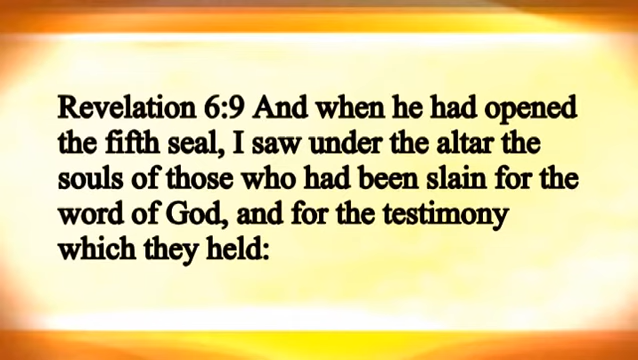 Revelation 6:9 And when he had opened
the fifth seal, I saw under the altar the
souls of those who had been slain for the
word of God, and for the testimony
which they held: